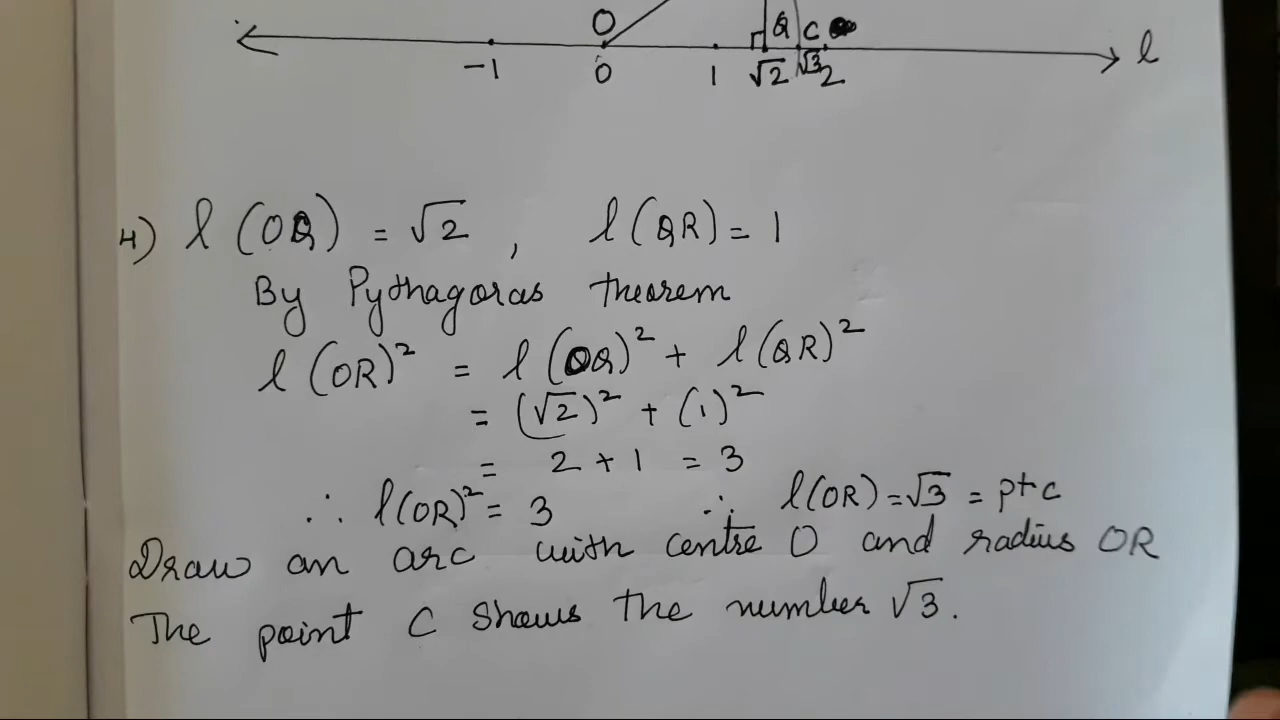 O Q C
-1 0 1 √2 √3 2 l
4) l (OQ) = √2 , l (QR) = 1
By Pythagoras theorem
l (OR)² = l (OQ)² + l (QR)²
= (√2)² + (1)²
= 2 + 1 = 3
∴ l(OR)² = 3 ∴ l(OR) = √3 = pt c
Draw an arc with centre O and radius OR
The point C shows the number √3.